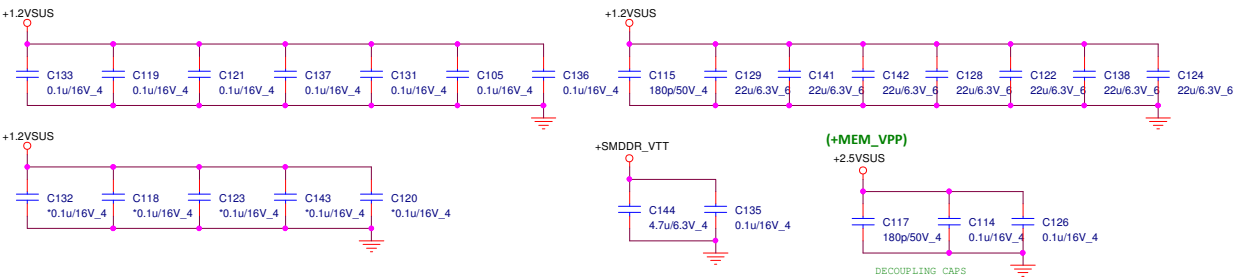 +1.2VSUS
C133
0.1u/16V_4
C119
0.1u/16V_4
C121
0.1u/16V_4
C137
0.1u/16V_4
C131
0.1u/16V_4
C105
0.1u/16V_4
C136
0.1u/16V_4
+1.2VSUS
C115
180p/50V_4
C129
22u/6.3V_6
C141
22u/6.3V_6
C142
22u/6.3V_6
C128
22u/6.3V_6
C122
22u/6.3V_6
C138
22u/6.3V_6
C124
22u/6.3V_6
+1.2VSUS
C132
*0.1u/16V_4
C118
*0.1u/16V_4
C123
*0.1u/16V_4
C143
*0.1u/16V_4
C120
*0.1u/16V_4
+SMDDR_VTT
C144
4.7u/6.3V_4
C135
0.1u/16V_4
(+MEM_VPP)
+2.5VSUS
C117
180p/50V_4
C114
0.1u/16V_4
C126
0.1u/16V_4
DECOUPLING CAPS